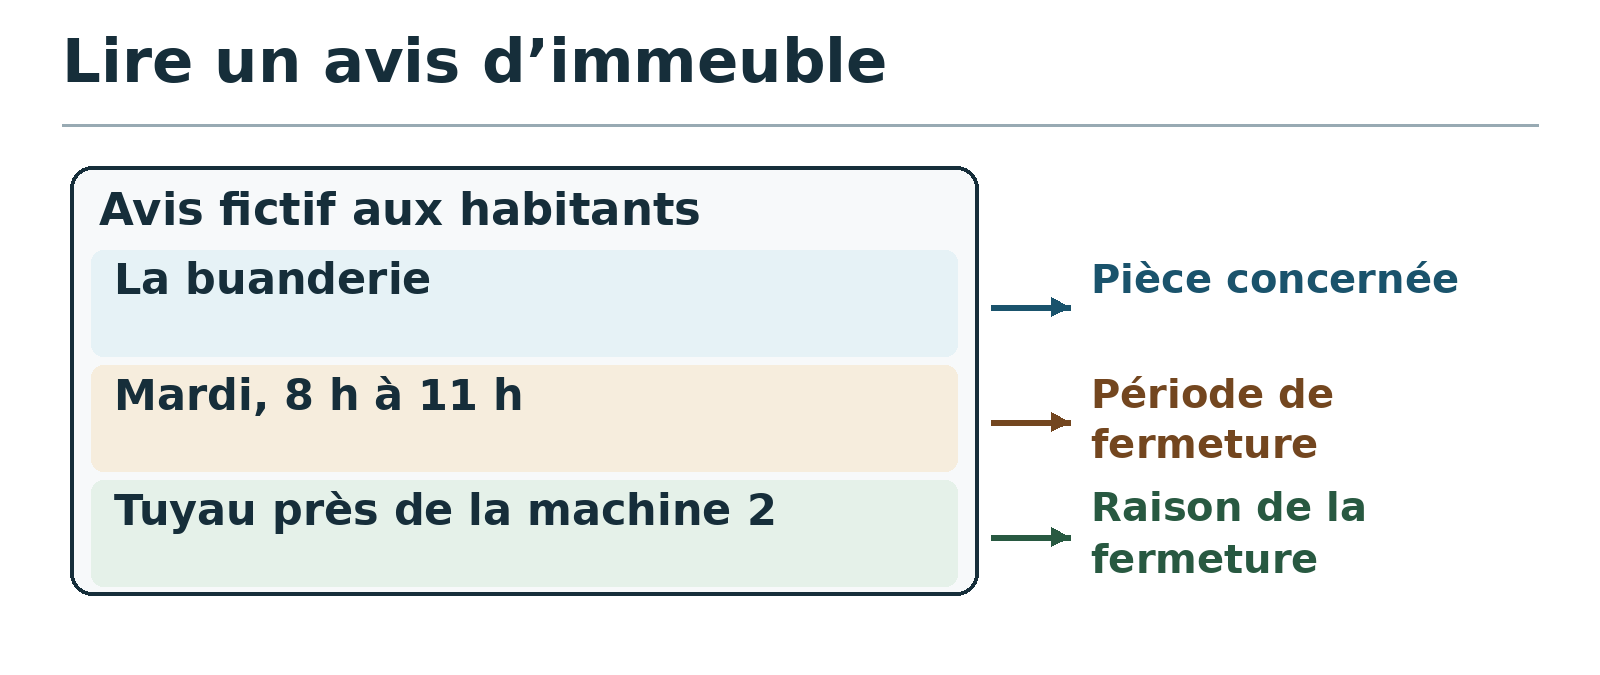 Lire un avis d’immeuble
Avis fictif aux habitants
La buanderie
Pièce concernée
Mardi, 8 h à 11 h
Période de
fermeture
Tuyau près de la machine 2
Raison de la
fermeture